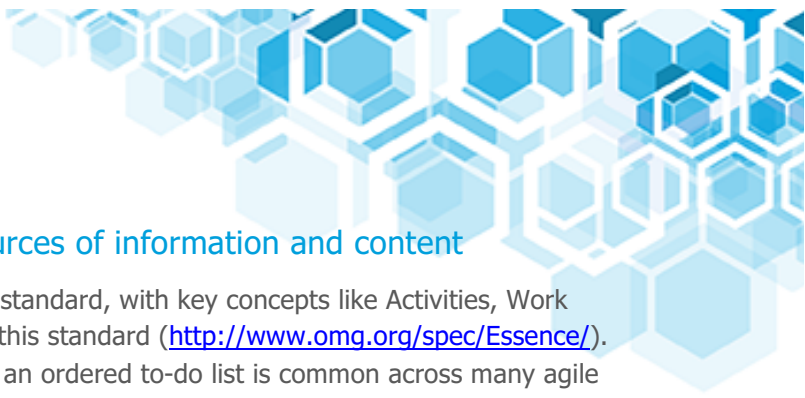 urces of information and content
standard, with key concepts like Activities, Work
this standard (http://www.omg.org/spec/Essence/).
an ordered to-do list is common across many agile